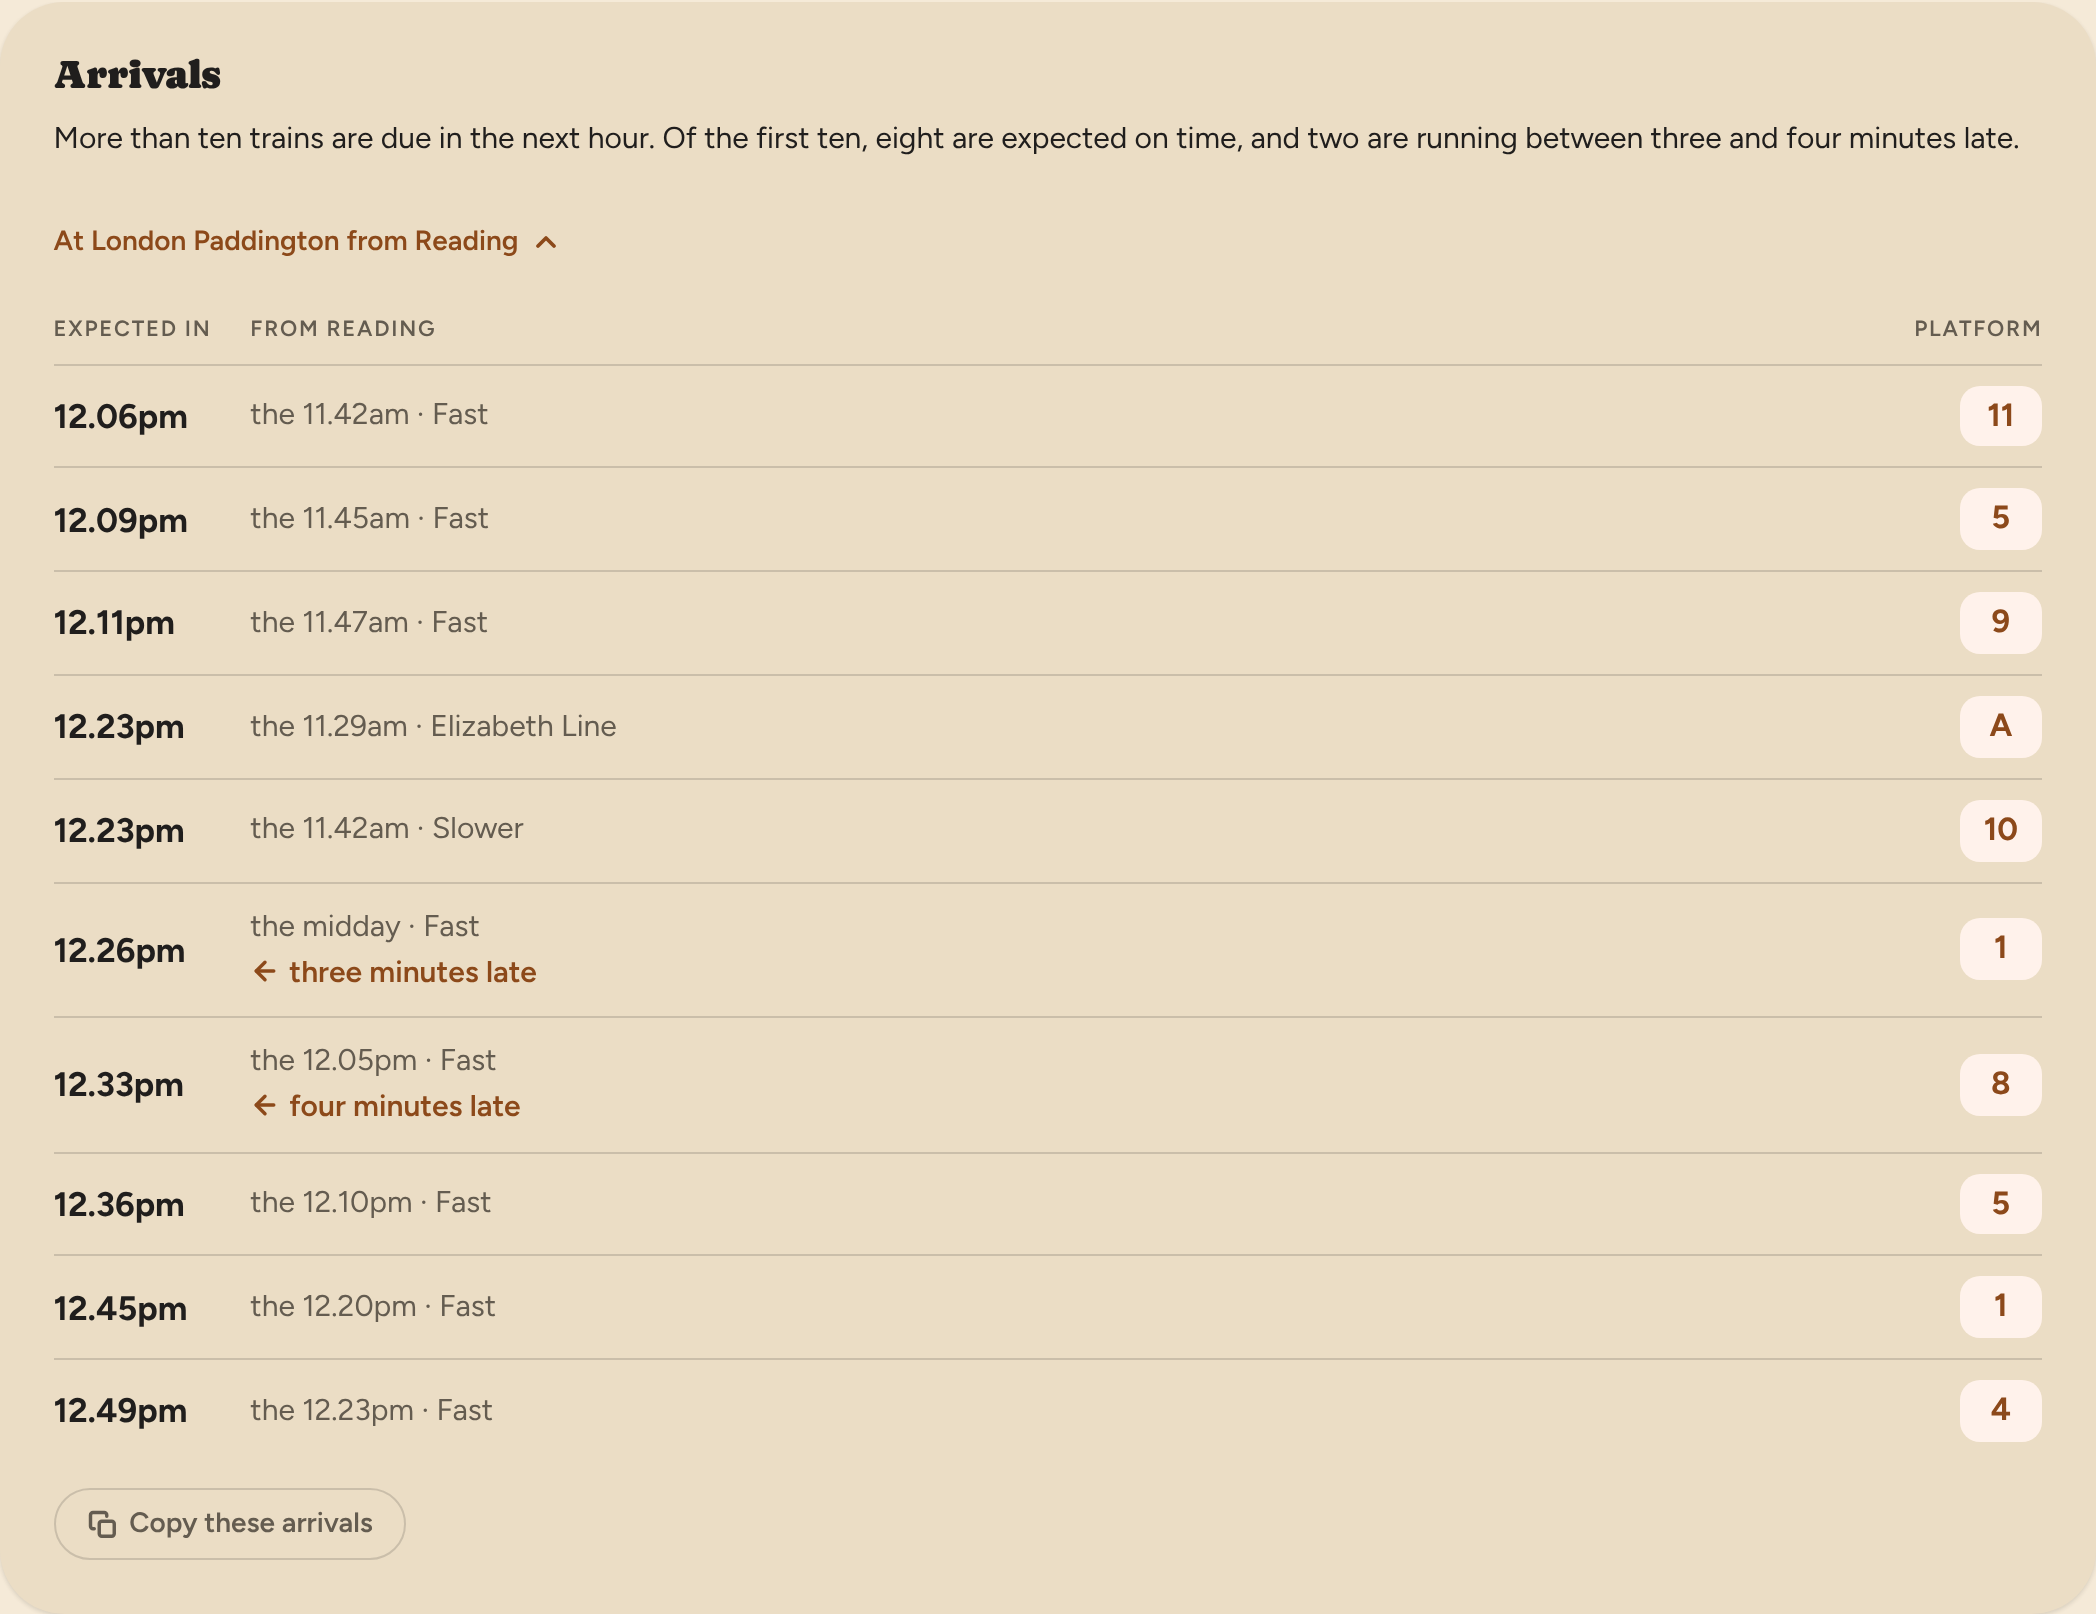 Arrivals
More than ten trains are due in the next hour. Of the first ten, eight are expected on time, and two are running between three and four minutes late.
At London Paddington from Reading
EXPECTED IN FROM READING PLATFORM
12.06pm the 11.42am · Fast 11
12.09pm the 11.45am · Fast 5
12.11pm the 11.47am · Fast 9
12.23pm the 11.29am · Elizabeth Line A
12.23pm the 11.42am · Slower 10
12.26pm the midday · Fast 1
← three minutes late
12.33pm the 12.05pm · Fast 8
← four minutes late
12.36pm the 12.10pm · Fast 5
12.45pm the 12.20pm · Fast 1
12.49pm the 12.23pm · Fast 4
Copy these arrivals